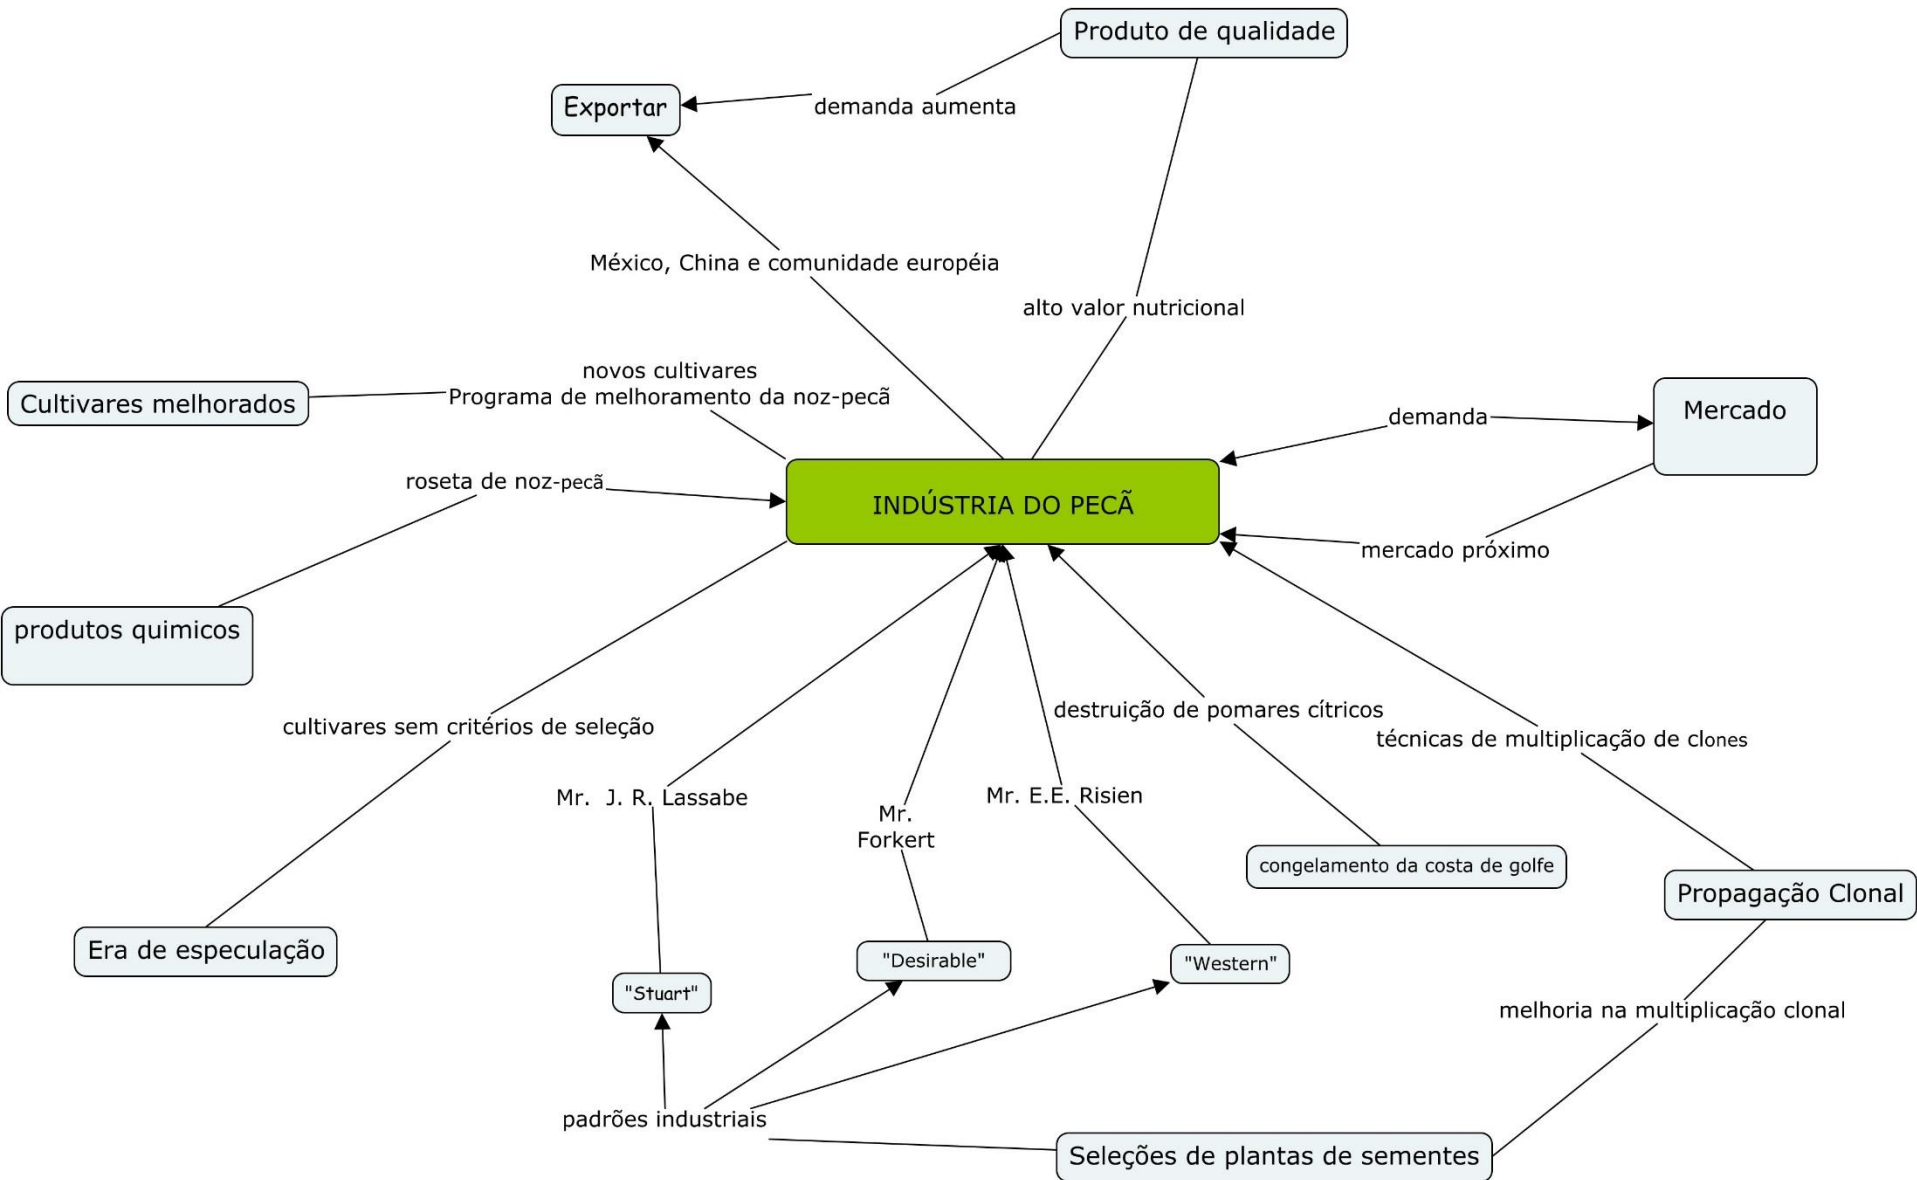 Produto de qualidade
Exportar
demanda aumenta
México, China e comunidade européia
alto valor nutricional
novos cultivares
Programa de melhoramento da noz-pecã
Cultivares melhorados
demanda
Mercado
roseta de noz-pecã
INDÚSTRIA DO PECÃ
mercado próximo
produtos quimicos
cultivares sem critérios de seleção
destruição de pomares cítricos
técnicas de multiplicação de clones
Mr. J. R. Lassabe
Mr.
Forkert
Mr. E.E. Risien
congelamento da costa de golfe
Propagação Clonal
Era de especulação
"Stuart"
"Desirable"
"Western"
melhoria na multiplicação clonal
padrões industriais
Seleções de plantas de sementes